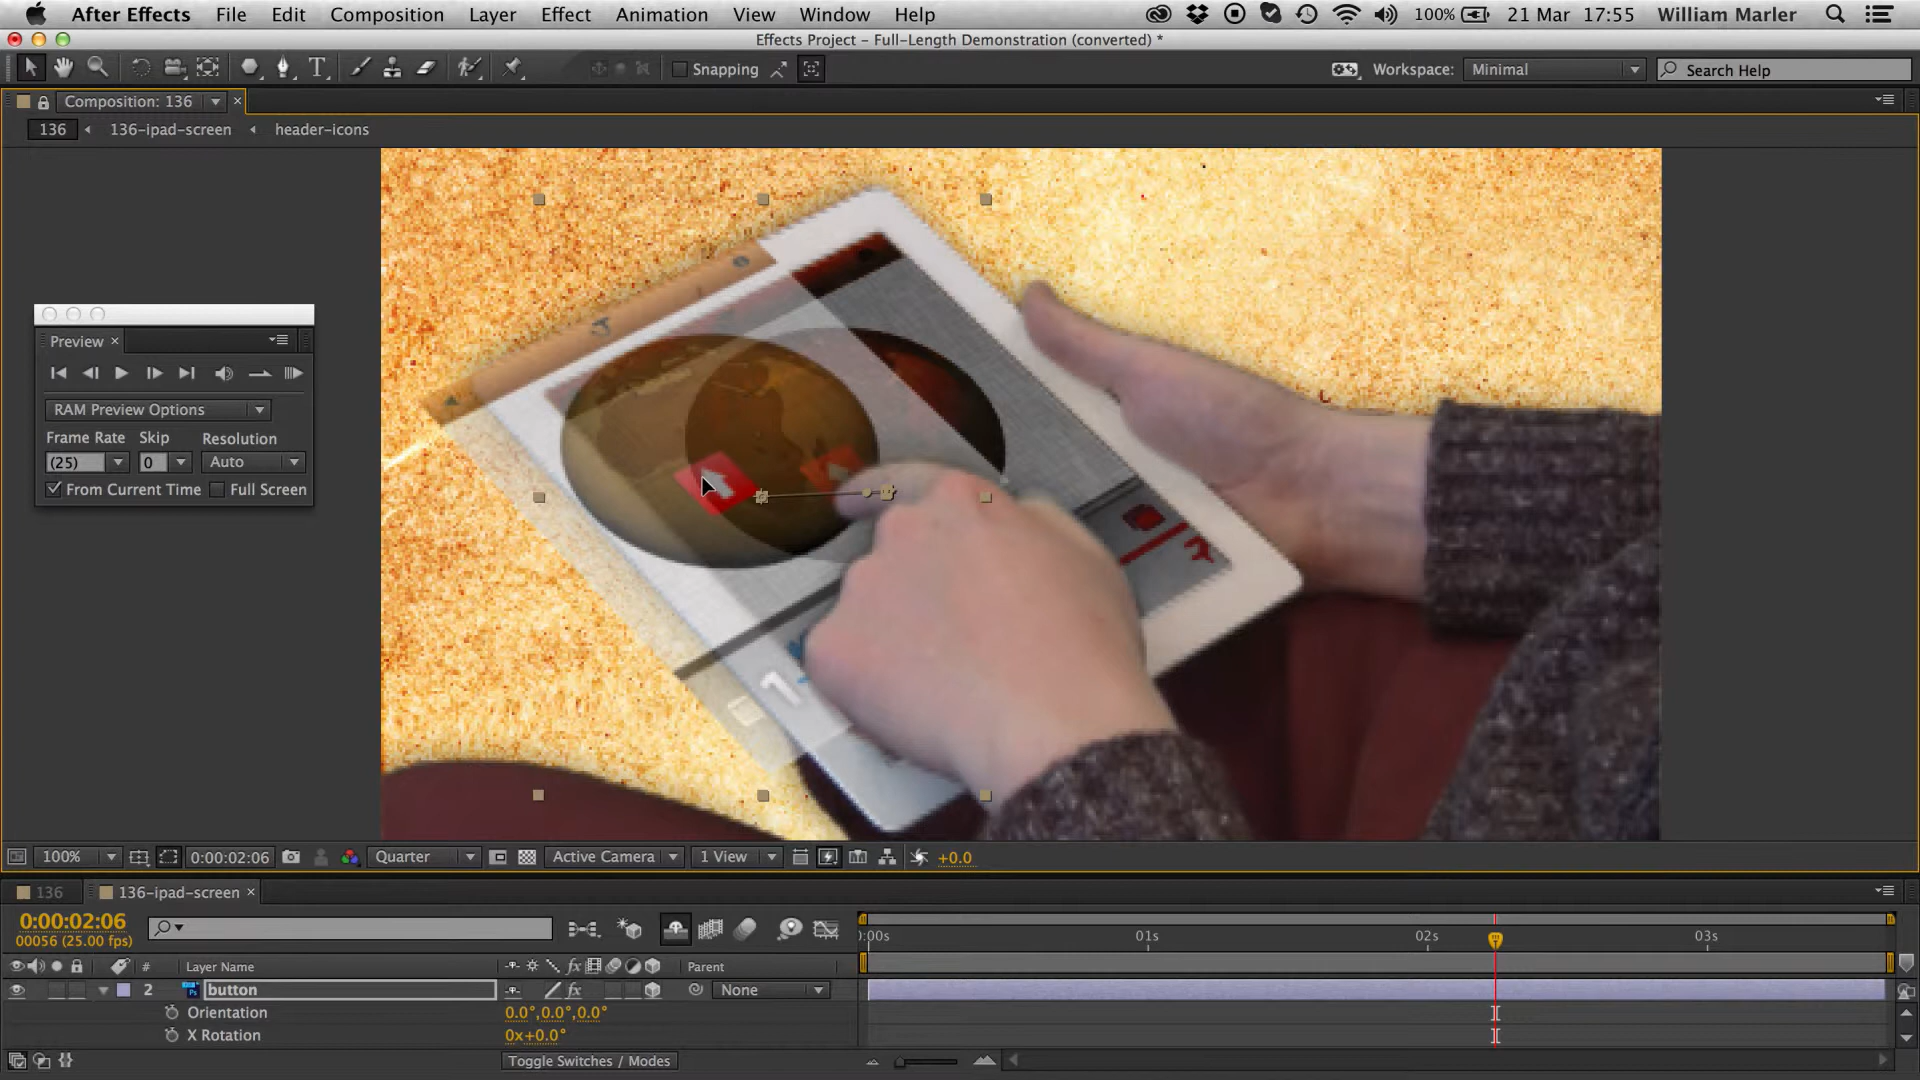 After Effects File Edit Composition Layer Effect Animation View Window Help 100% 21 Mar 17:55 William Marler
Effects Project – Full-Length Demonstration (converted) *
Snapping Workspace: Minimal Search Help
Composition: 136
136 136-ipad-screen header-icons
Preview
RAM Preview Options
Frame Rate Skip Resolution
(25) 0 Auto
From Current Time Full Screen
1
100% 0:00:02:06 Quarter Active Camera 1 View +0.0
136 136-ipad-screen
0:00:02:06
00056 (25.00 fps)
):00s 01s 02s 03s
# Layer Name fx Parent
2 Ps button fx None
Orientation 0.0°,0.0°,0.0°
X Rotation 0x+0.0°
Toggle Switches / Modes